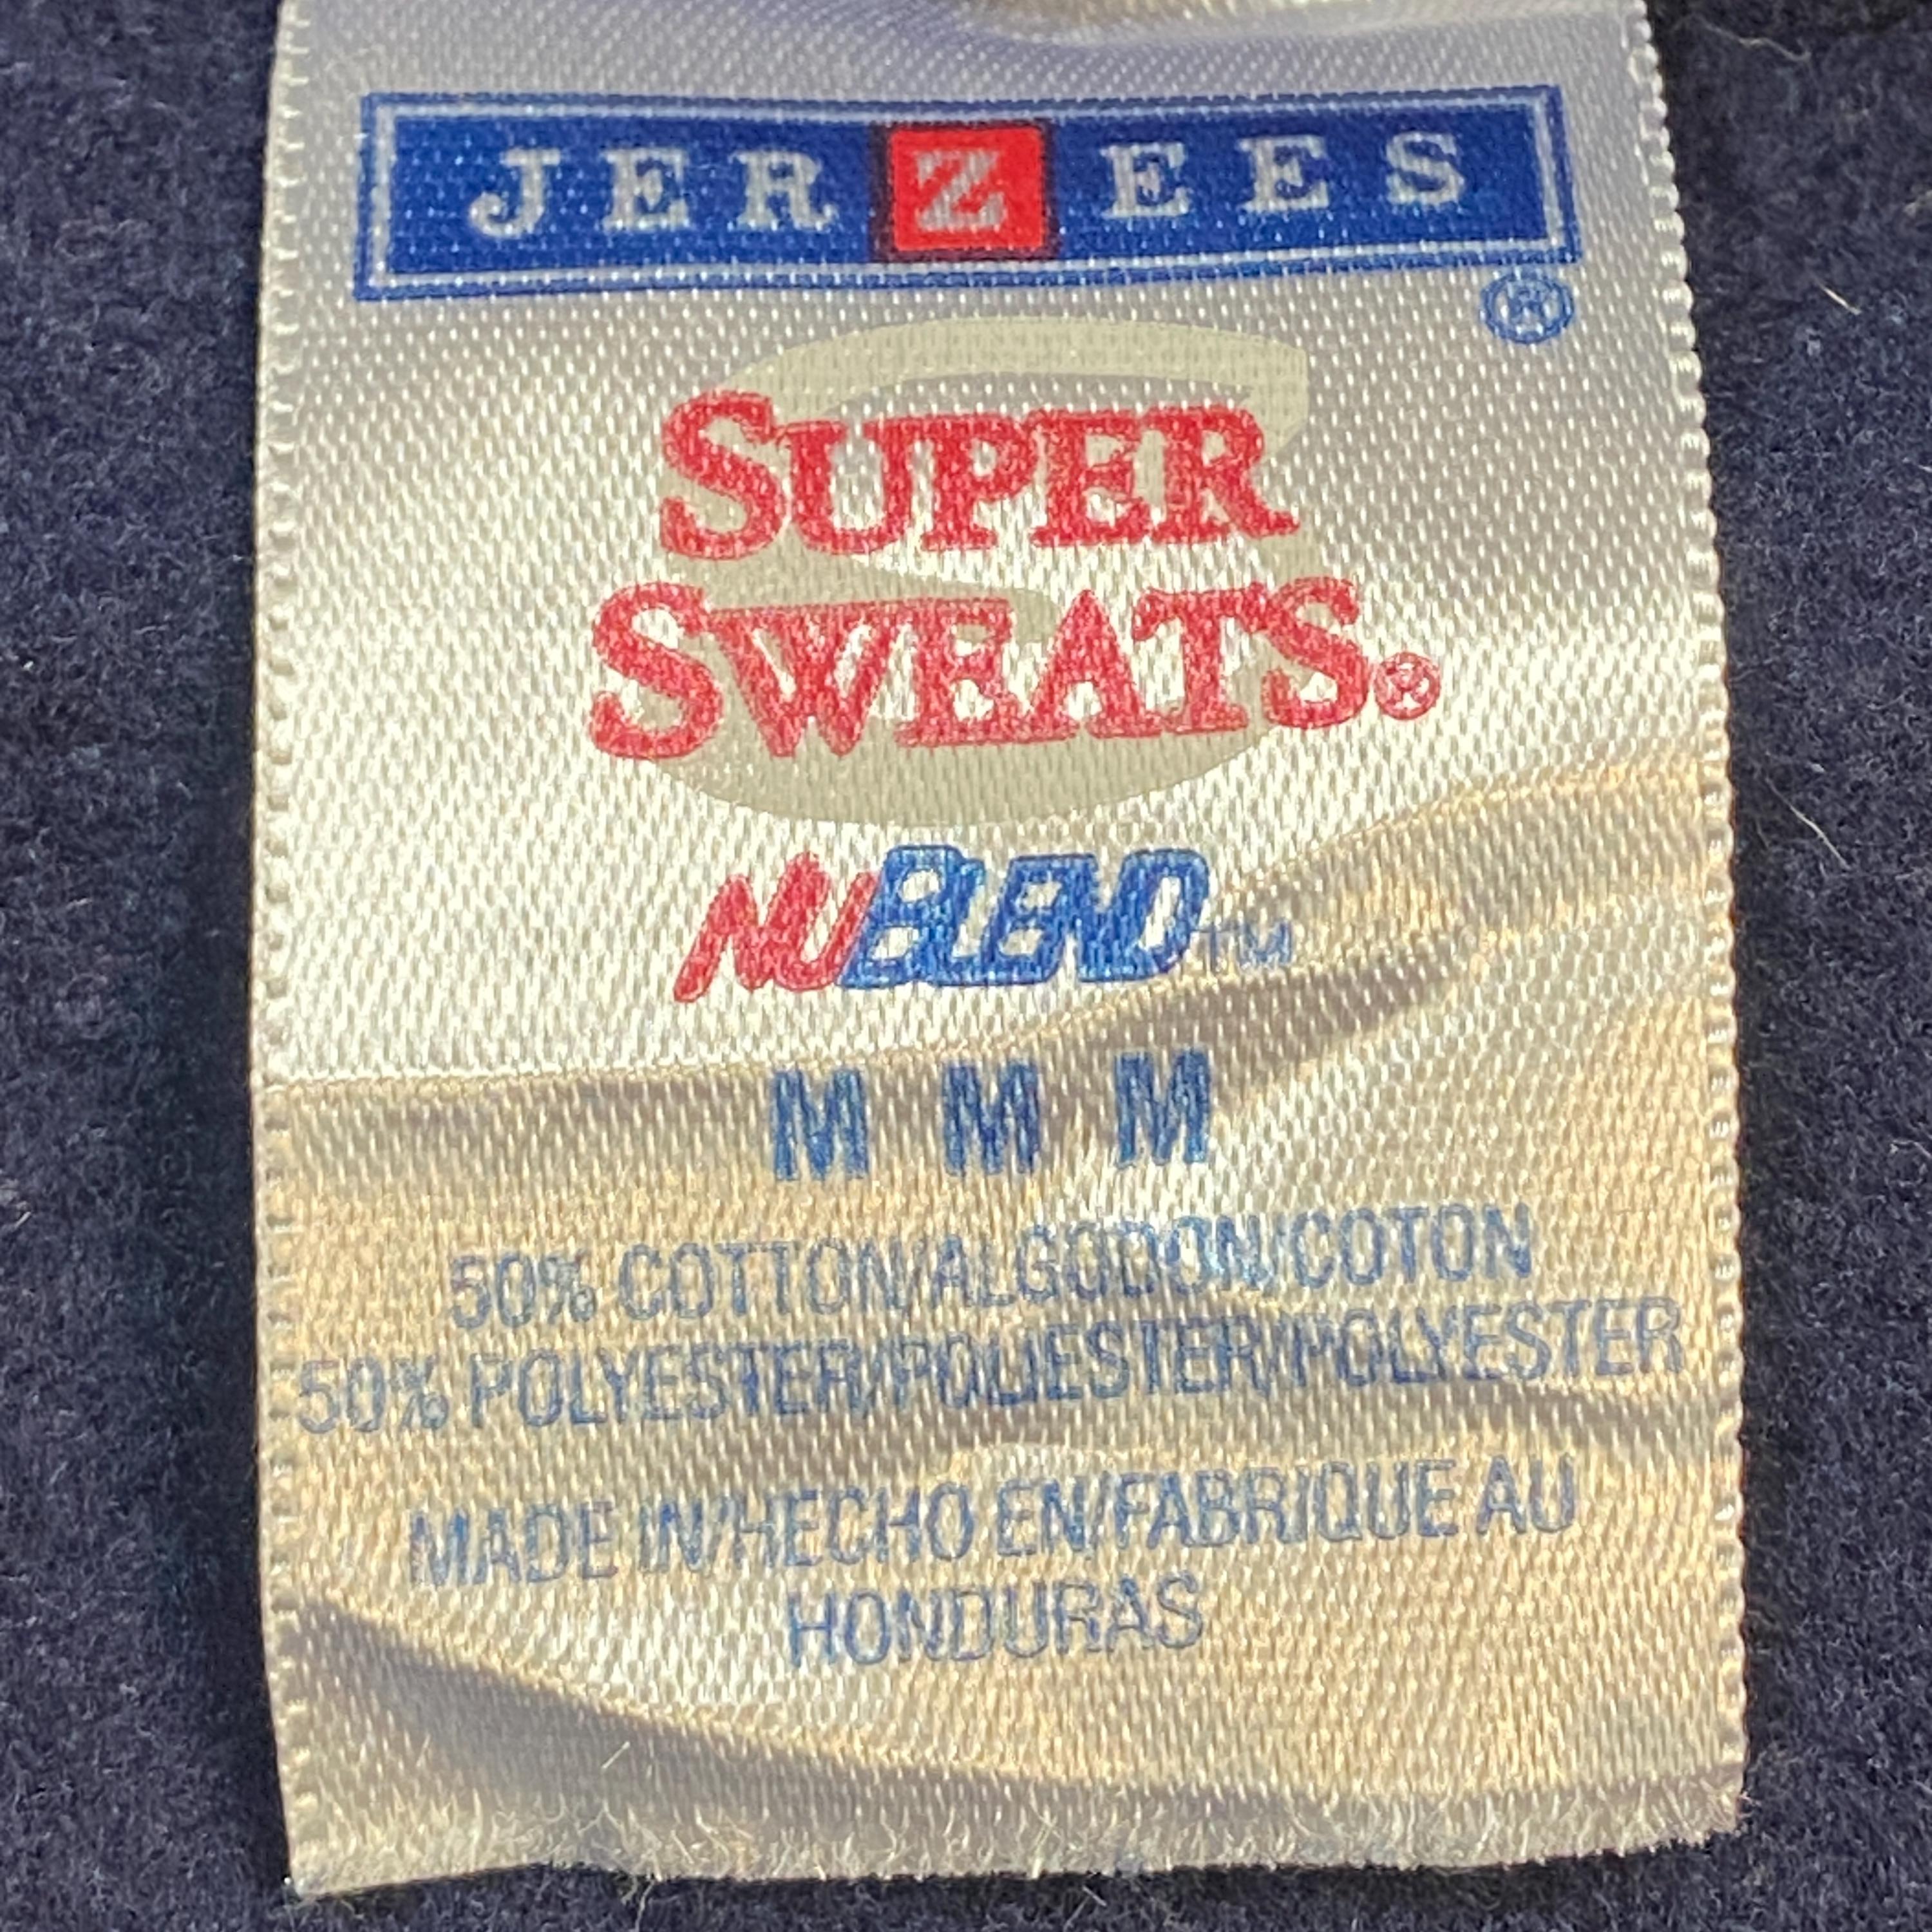 JERZEES
®
SUPER
SWEATS®
NUBLEND™
M M M
50% COTTON/ALGODON/COTON
50% POLYESTER/POLIESTER/POLYESTER
MADE IN/HECHO EN/FABRIQUE AU
HONDURAS